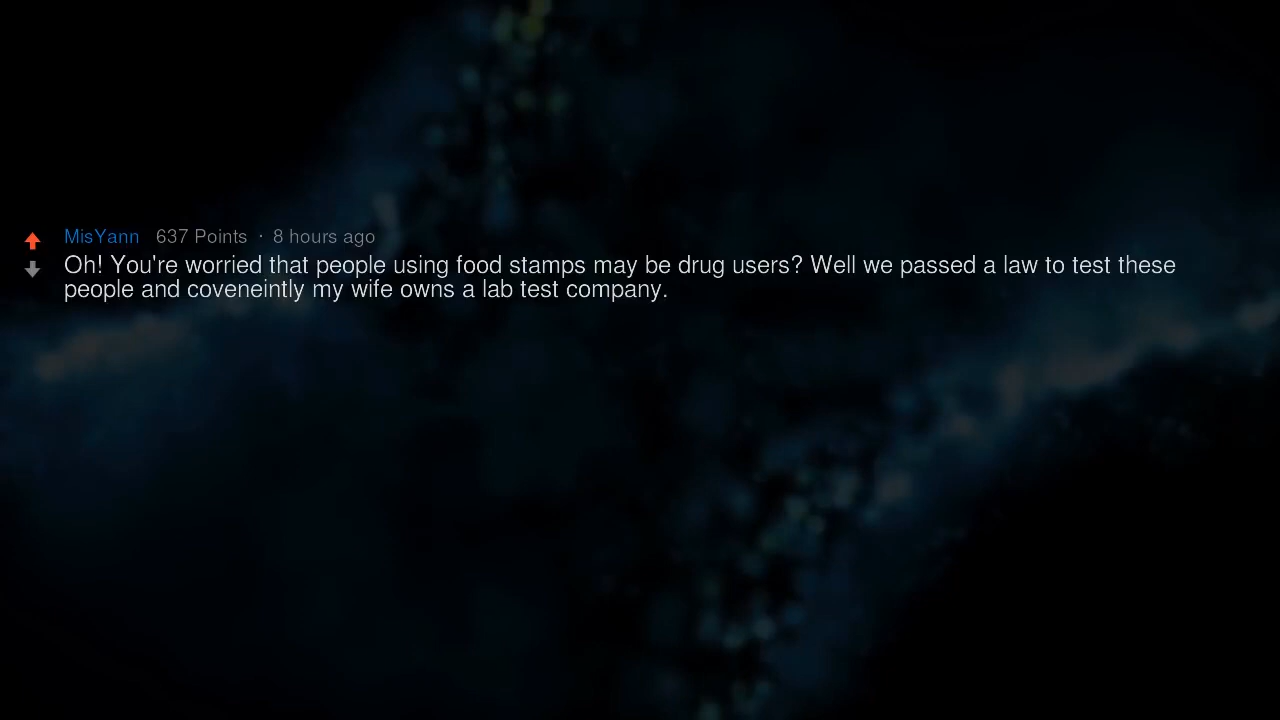 MisYann 637 Points · 8 hours ago
Oh! You're worried that people using food stamps may be drug users? Well we passed a law to test these
people and coveneintly my wife owns a lab test company.